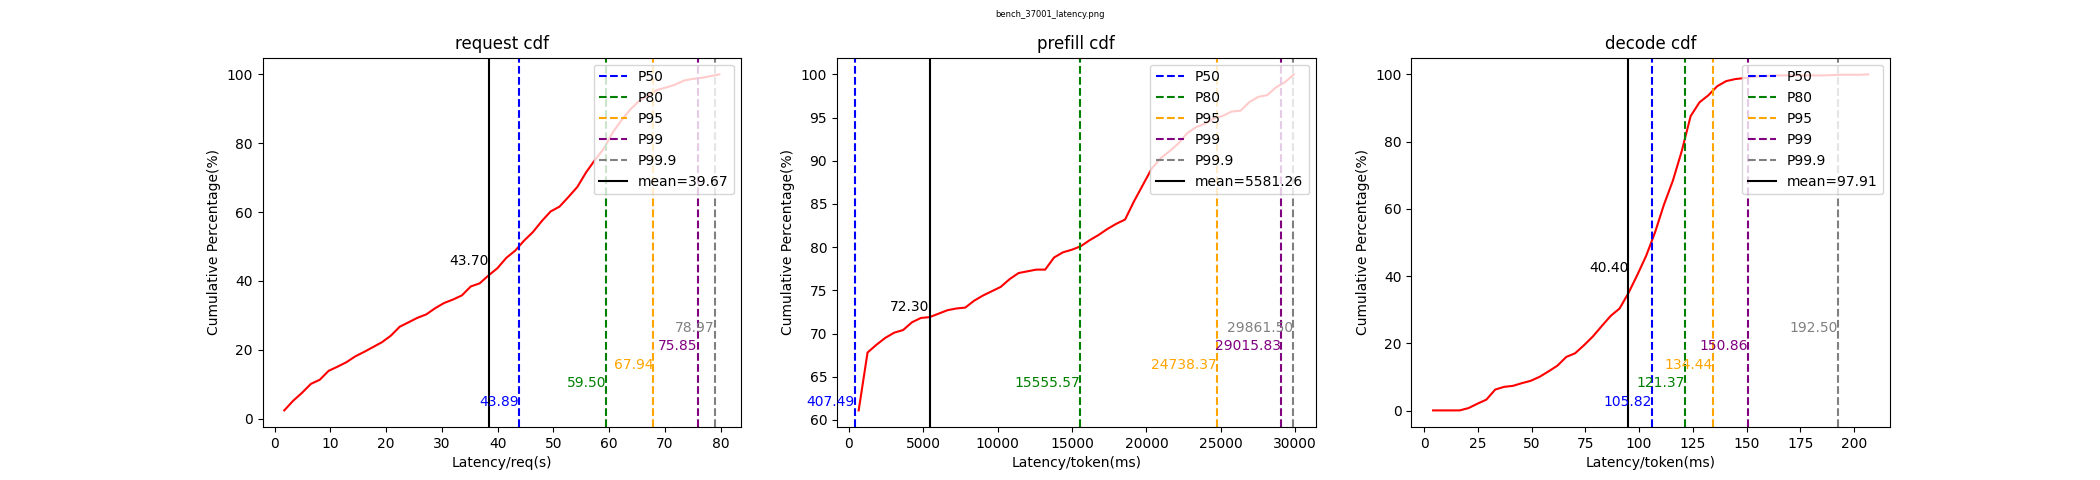 bench_37001_latency.png
request cdf
Cumulative Percentage(%)
100
80
60
40
20
0
P50
P80
P95
P99
P99.9
mean=39.67
43.70
78.97
75.85
67.94
59.50
43.89
0 10 20 30 40 50 60 70 80
Latency/req(s)
prefill cdf
Cumulative Percentage(%)
100
95
90
85
80
75
70
65
60
P50
P80
P95
P99
P99.9
mean=5581.26
72.30
29861.50
29015.83
24738.37
15555.57
407.49
0 5000 10000 15000 20000 25000 30000
Latency/token(ms)
decode cdf
Cumulative Percentage(%)
100
80
60
40
20
0
P50
P80
P95
P99
P99.9
mean=97.91
40.40
192.50
150.86
134.44
121.37
105.82
0 25 50 75 100 125 150 175 200
Latency/token(ms)